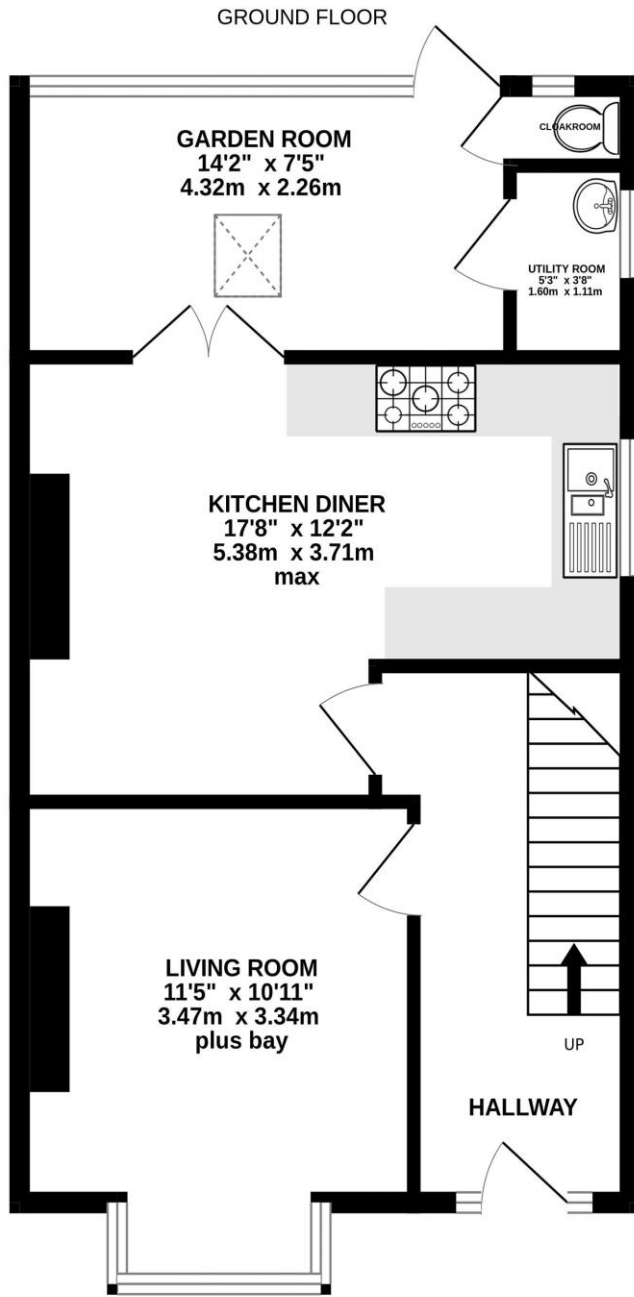 GROUND FLOOR
GARDEN ROOM
14'2" x 7'5"
4.32m x 2.26m
CLOAKROOM
UTILITY ROOM
5'3" x 3'8"
1.60m x 1.11m
KITCHEN DINER
17'8" x 12'2"
5.38m x 3.71m
max
LIVING ROOM
11'5" x 10'11"
3.47m x 3.34m
plus bay
UP
HALLWAY